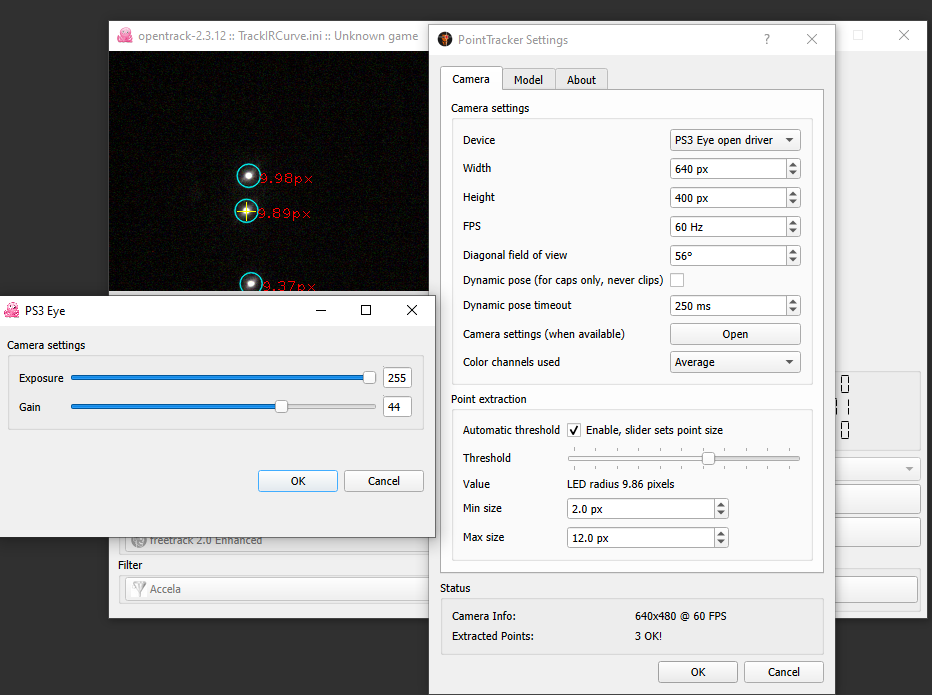 opentrack-2.3.12 :: TrackIRCurve.ini :: Unknown game
9.98px
9.89px
9.37px
PS3 Eye
Camera settings
Exposure 255
Gain 44
OK Cancel
freetrack 2.0 Enhanced
Filter
Accela
PointTracker Settings
?
Camera Model About
Camera settings
Device PS3 Eye open driver
Width 640 px
Height 400 px
FPS 60 Hz
Diagonal field of view 56°
Dynamic pose (for caps only, never clips)
Dynamic pose timeout 250 ms
Camera settings (when available) Open
Color channels used Average
Point extraction
Automatic threshold Enable, slider sets point size
Threshold
Value LED radius 9.86 pixels
Min size 2.0 px
Max size 12.0 px
Status
Camera Info: 640x480 @ 60 FPS
Extracted Points: 3 OK!
OK Cancel
0
1
0